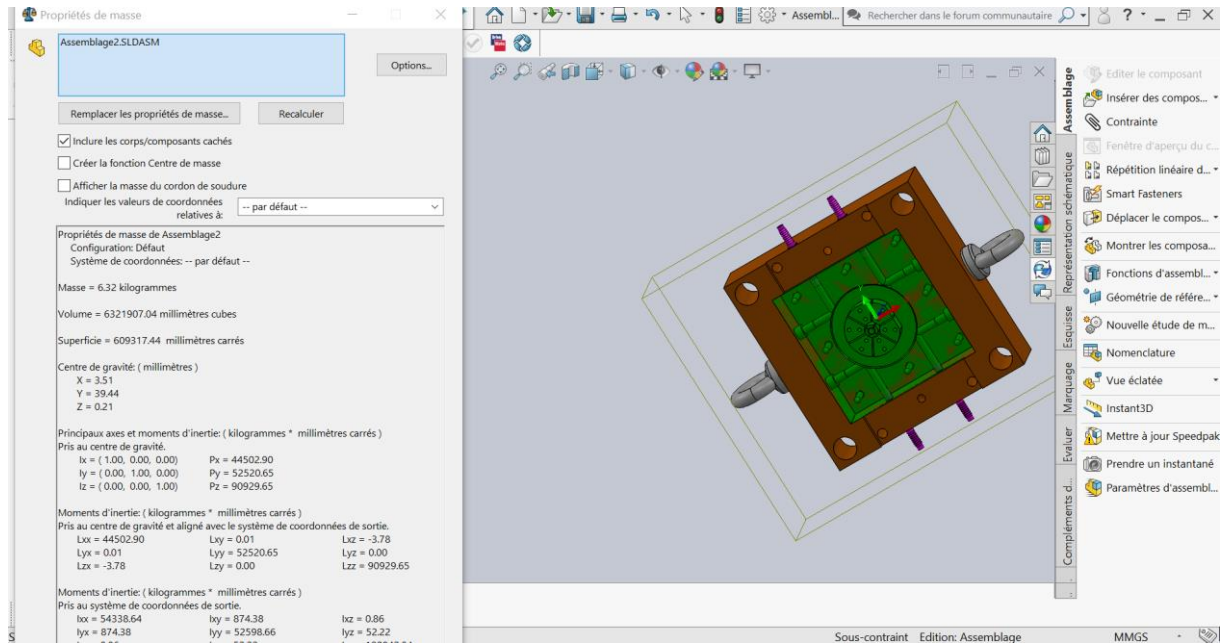 Propriétés de masse
Assemblage2.SLDASM
Options...
Remplacer les propriétés de masse...
Recalculer
Inclure les corps/composants cachés
Créer la fonction Centre de masse
Afficher la masse du cordon de soudure
Indiquer les valeurs de coordonnées
relatives à:
-- par défaut --
Propriétés de masse de Assemblage2
Configuration: Défaut
Système de coordonnées: -- par défaut --
Masse = 6.32 kilogrammes
Volume = 6321907.04 millimètres cubes
Superficie = 609317.44 millimètres carrés
Centre de gravité: ( millimètres )
X = 3.51
Y = 39.44
Z = 0.21
Principaux axes et moments d'inertie: ( kilogrammes * millimètres carrés )
Pris au centre de gravité.
Ix = ( 1.00, 0.00, 0.00) Px = 44502.90
Iy = ( 0.00, 1.00, 0.00) Py = 52520.65
Iz = ( 0.00, 0.00, 1.00) Pz = 90929.65
Moments d'inertie: ( kilogrammes * millimètres carrés )
Pris au centre de gravité et aligné avec le système de coordonnées de sortie.
Lxx = 44502.90 Lxy = 0.01 Lxz = -3.78
Lyx = 0.01 Lyy = 52520.65 Lyz = 0.00
Lzx = -3.78 Lzy = 0.00 Lzz = 90929.65
Moments d'inertie: ( kilogrammes * millimètres carrés )
Pris au système de coordonnées de sortie.
Ixx = 54338.64 Ixy = 874.38 Ixz = 0.86
Iyx = 874.38 Iyy = 52598.66 Iyz = 52.22
Assembl...
Rechercher dans le forum communautaire
?
Assemblage
Représentation schématique
Esquisse
Marquage
Evaluer
Compléments d...
Editer le composant
Insérer des compos...
Contrainte
Fenêtre d'aperçu du c...
Répétition linéaire d...
Smart Fasteners
Déplacer le compos...
Montrer les composa...
Fonctions d'assembl...
Géométrie de référe...
Nouvelle étude de m...
Nomenclature
Vue éclatée
Instant3D
Mettre à jour Speedpak
Prendre un instantané
Paramètres d'assembl...
Sous-contraint Edition: Assemblage MMGS